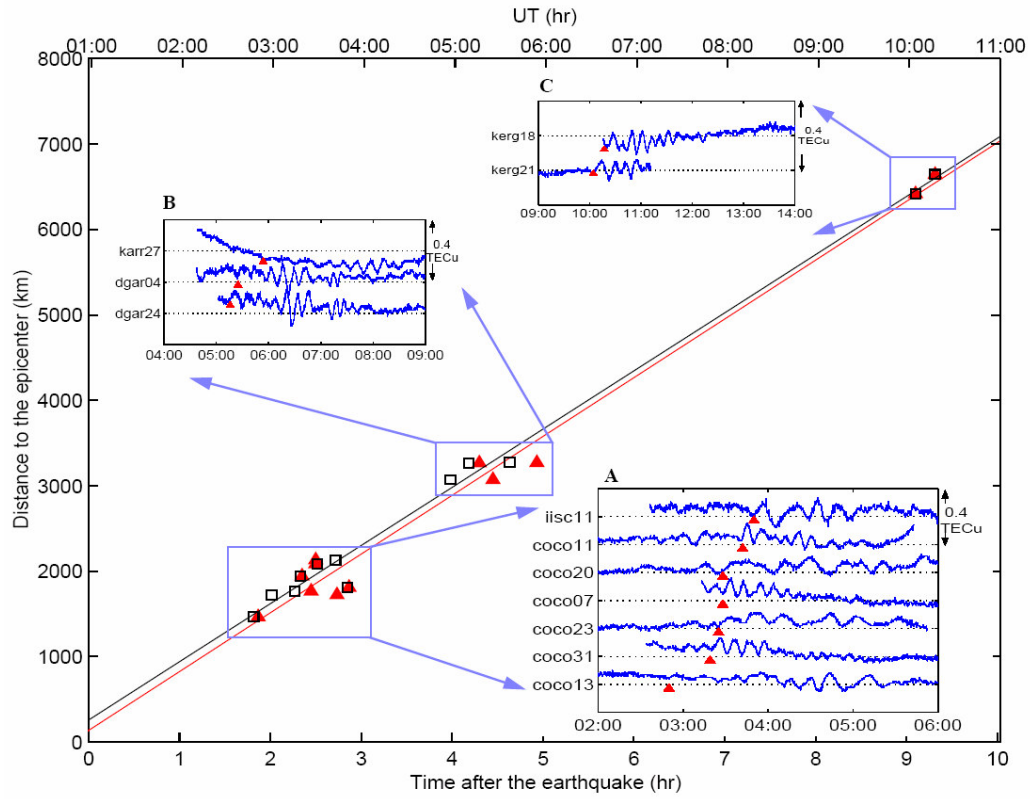 UT (hr)
01:00 02:00 03:00 04:00 05:00 06:00 07:00 08:00 09:00 10:00 11:00
8000
7000
6000
5000
4000
3000
2000
1000
0
Distance to the epicenter (km)
C
kerg18
kerg21
0.4
TECu
09:00 10:00 11:00 12:00 13:00 14:00
B
karr27
dgar04
dgar24
0.4
TECu
04:00 05:00 06:00 07:00 08:00 09:00
A
iisc11
coco11
coco20
coco07
coco23
coco31
coco13
0.4
TECu
02:00 03:00 04:00 05:00 06:00
0 1 2 3 4 5 6 7 8 9 10
Time after the earthquake (hr)